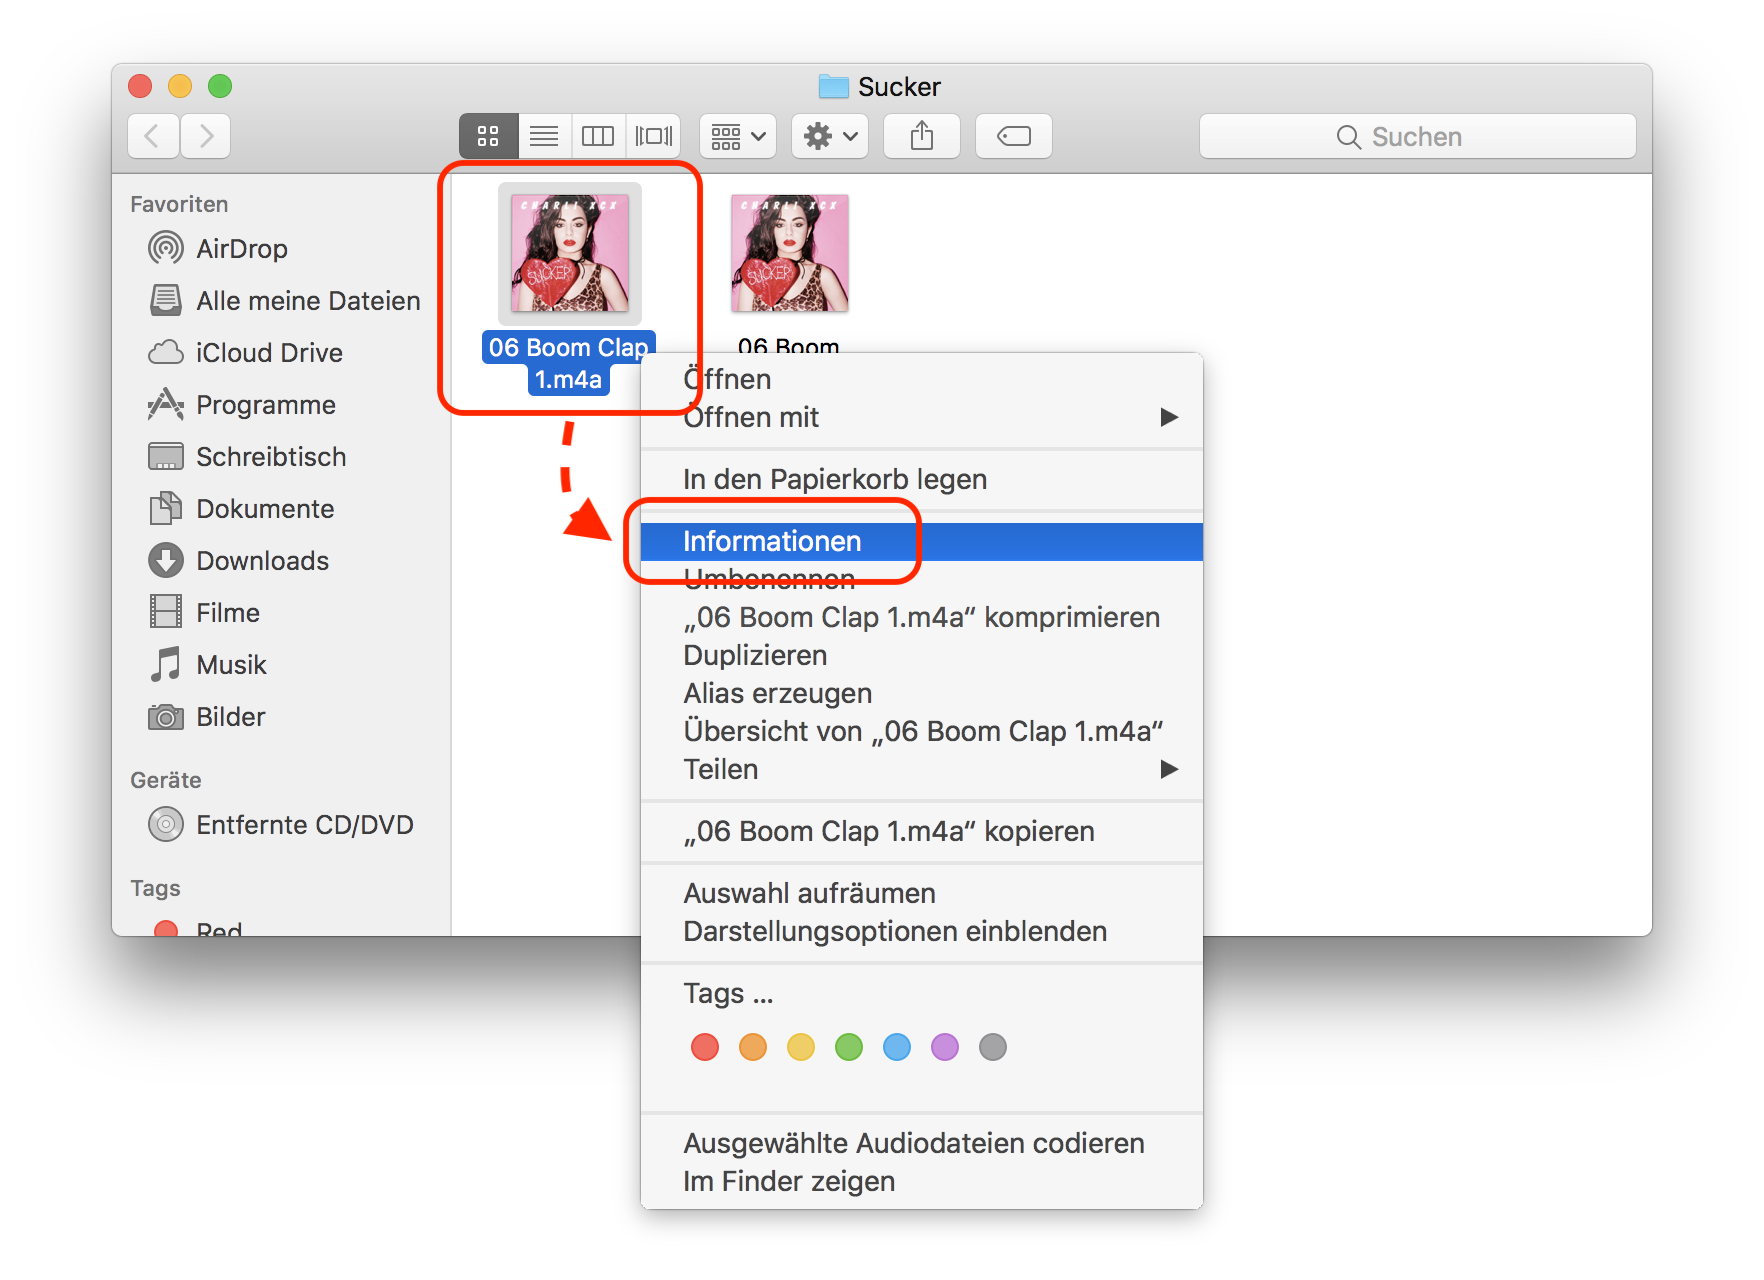 Sucker
Suchen
Favoriten
AirDrop
Alle meine Dateien
iCloud Drive
Programme
Schreibtisch
Dokumente
Downloads
Filme
Musik
Bilder
Geräte
Entfernte CD/DVD
Tags
Red
CHARLI XCX
SUCKER
06 Boom Clap
1.m4a
CHARLI XCX
SUCKER
06 Boom
Öffnen
Öffnen mit
In den Papierkorb legen
Informationen
Umbenennen
„06 Boom Clap 1.m4a“ komprimieren
Duplizieren
Alias erzeugen
Übersicht von „06 Boom Clap 1.m4a“
Teilen
„06 Boom Clap 1.m4a“ kopieren
Auswahl aufräumen
Darstellungsoptionen einblenden
Tags ...
Ausgewählte Audiodateien codieren
Im Finder zeigen